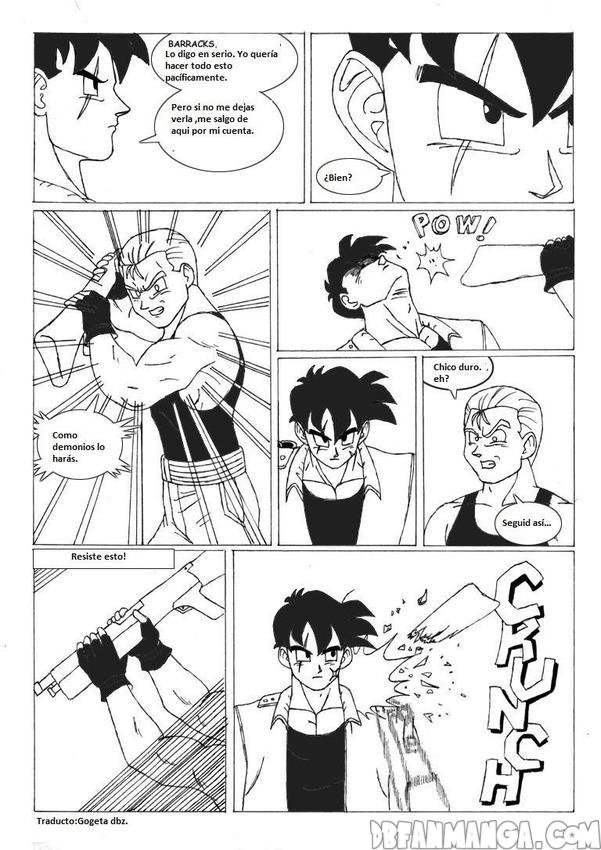 BARRACKS,
Lo digo en serio. Yo quería
hacer todo esto
pacíficamente.
Pero si no me dejas
verla ,me salgo de
aqui por mi cuenta.
¿Bien?
POW!
Como
demonios lo
harás.
Chico duro.
eh?
Seguid así...
Resiste esto!
CRUNCH
Traducto:Gogeta dbz.
DBFANMANGA.COM